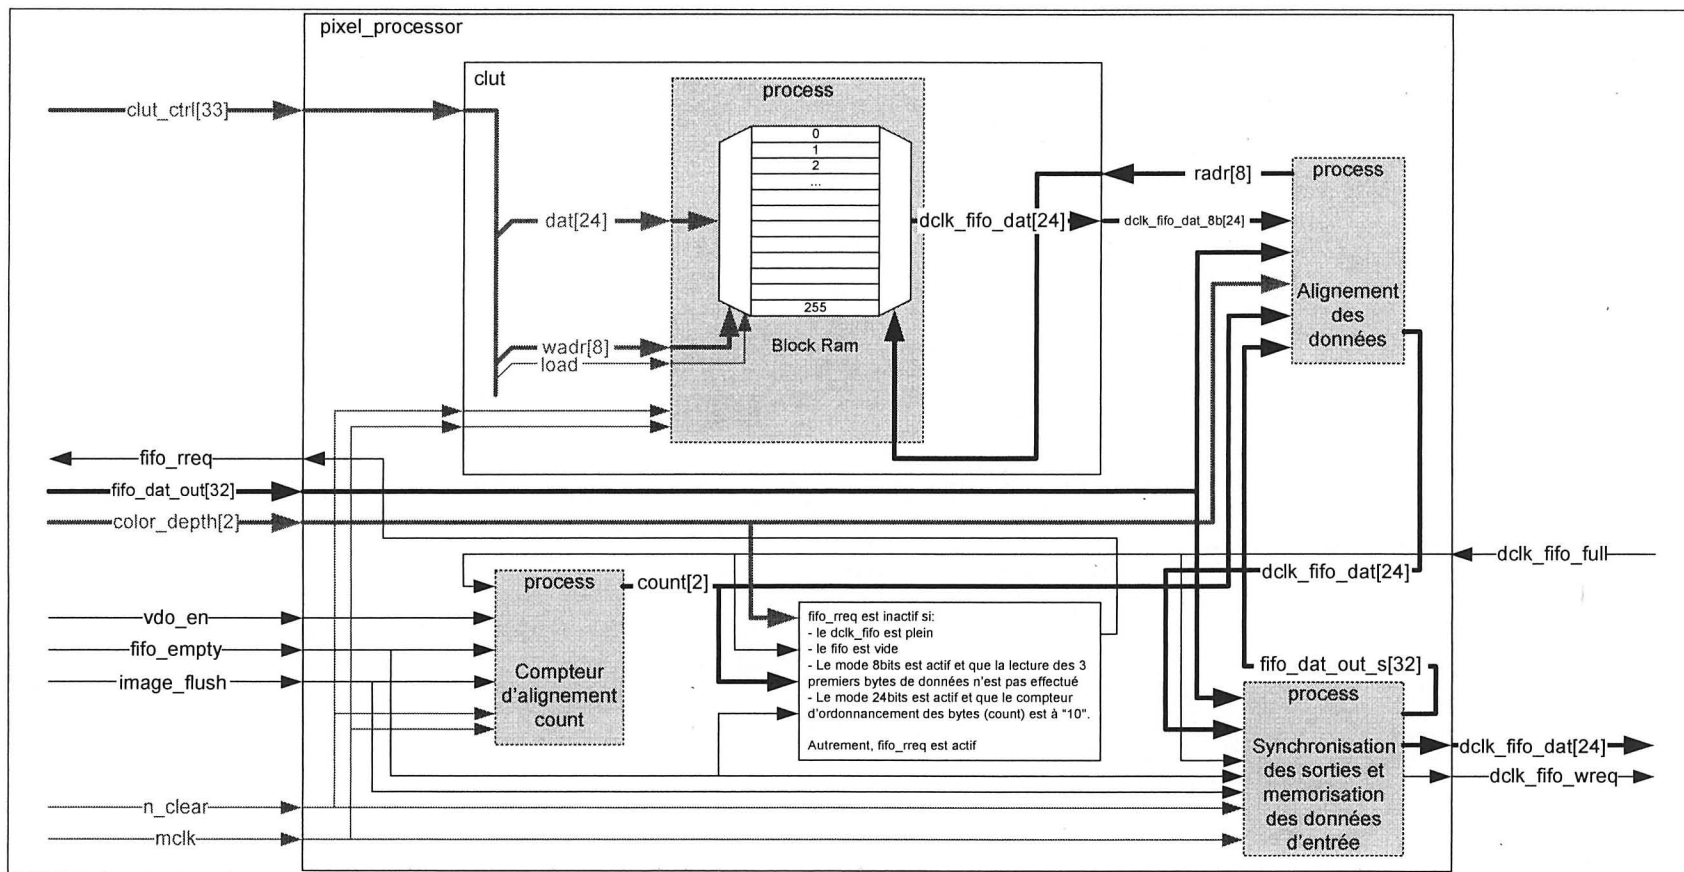 pixel_processor
clut
process
clut_ctrl[33]
0
1
2
...
255
Block Ram
dat[24]
wadr[8]
load
dclk_fifo_dat[24]
radr[8]
dclk_fifo_dat_8b[24]
process
Alignement
des
données
fifo_rreq
fifo_dat_out[32]
color_depth[2]
dclk_fifo_full
process
Compteur
d'alignement
count
count[2]
dclk_fifo_dat[24]
vdo_en
fifo_empty
image_flush
fifo_rreq est inactif si:
- le dclk_fifo est plein
- le fifo est vide
- Le mode 8bits est actif et que la lecture des 3
premiers bytes de données n'est pas effectué
- Le mode 24bits est actif et que le compteur
d'ordonnancement des bytes (count) est à "10".
Autrement, fifo_rreq est actif
fifo_dat_out_s[32]
process
Synchronisation
des sorties et
memorisation
des données
d'entrée
dclk_fifo_dat[24]
dclk_fifo_wreq
n_clear
mclk